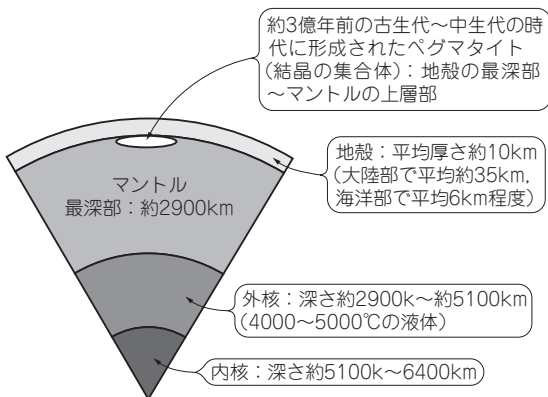 約3億年前の古生代〜中生代の時
代に形成されたペグマタイト
(結晶の集合体)：地殻の最深部
〜マントルの上層部
地殻：平均厚さ約10km
(大陸部で平均約35km,
海洋部で平均6km程度)
マントル
最深部：約2900km
外核：深さ約2900k〜約5100km
(4000〜5000℃の液体)
内核：深さ約5100k〜6400km